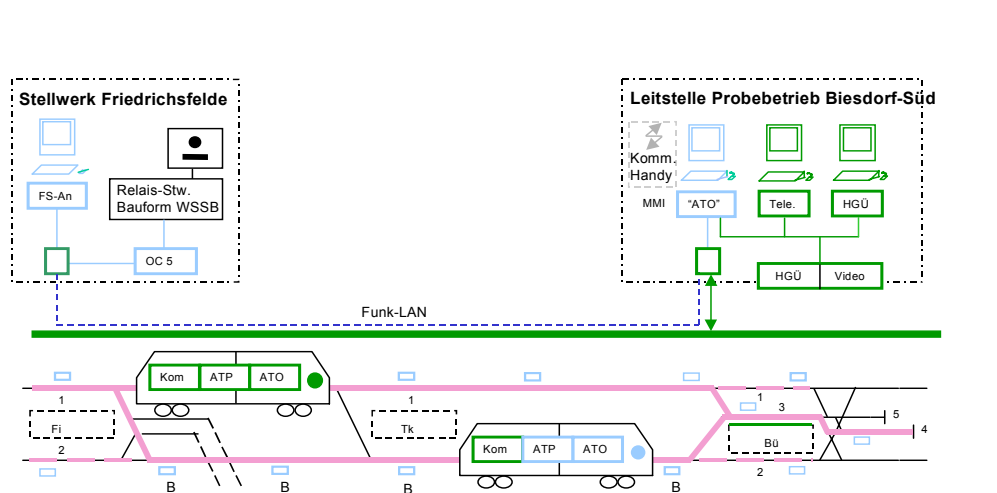 Stellwerk Friedrichsfelde
FS-An
Relais-Stw.
Bauform WSSB
OC 5
Leitstelle Probebetrieb Biesdorf-Süd
Komm.
Handy
MMI
“ATO”
Tele.
HGÜ
HGÜ
Video
Funk-LAN
Kom
ATP
ATO
1
Fi
2
1
Tk
Kom
ATP
ATO
1
3
5
4
Bü
2
B
B
B
B